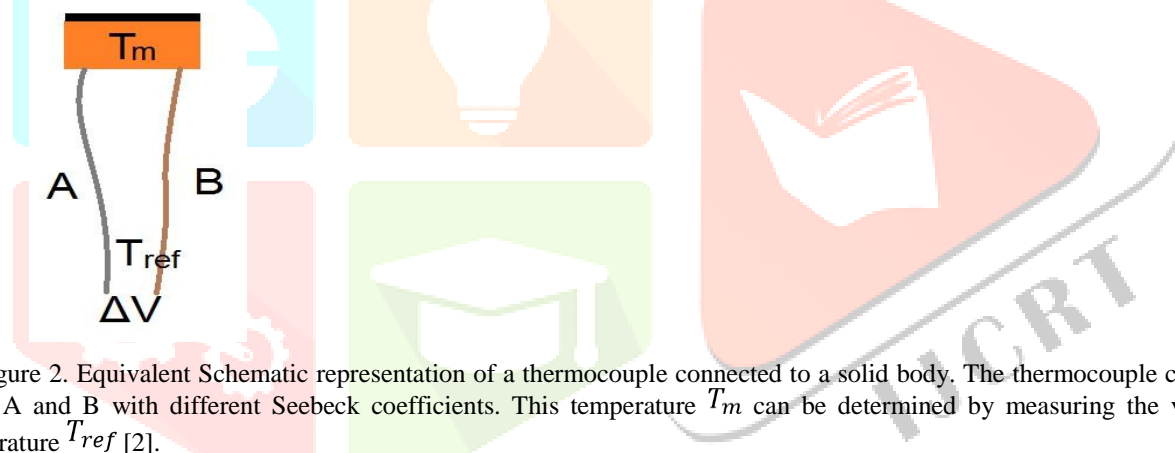 Tm
A
B
Tref
ΔV
IJCRT
gure 2. Equivalent Schematic representation of a thermocouple connected to a solid body. The thermocouple c
A and B with different Seebeck coefficients. This temperature Tm can be determined by measuring the v
rature Tref [2].